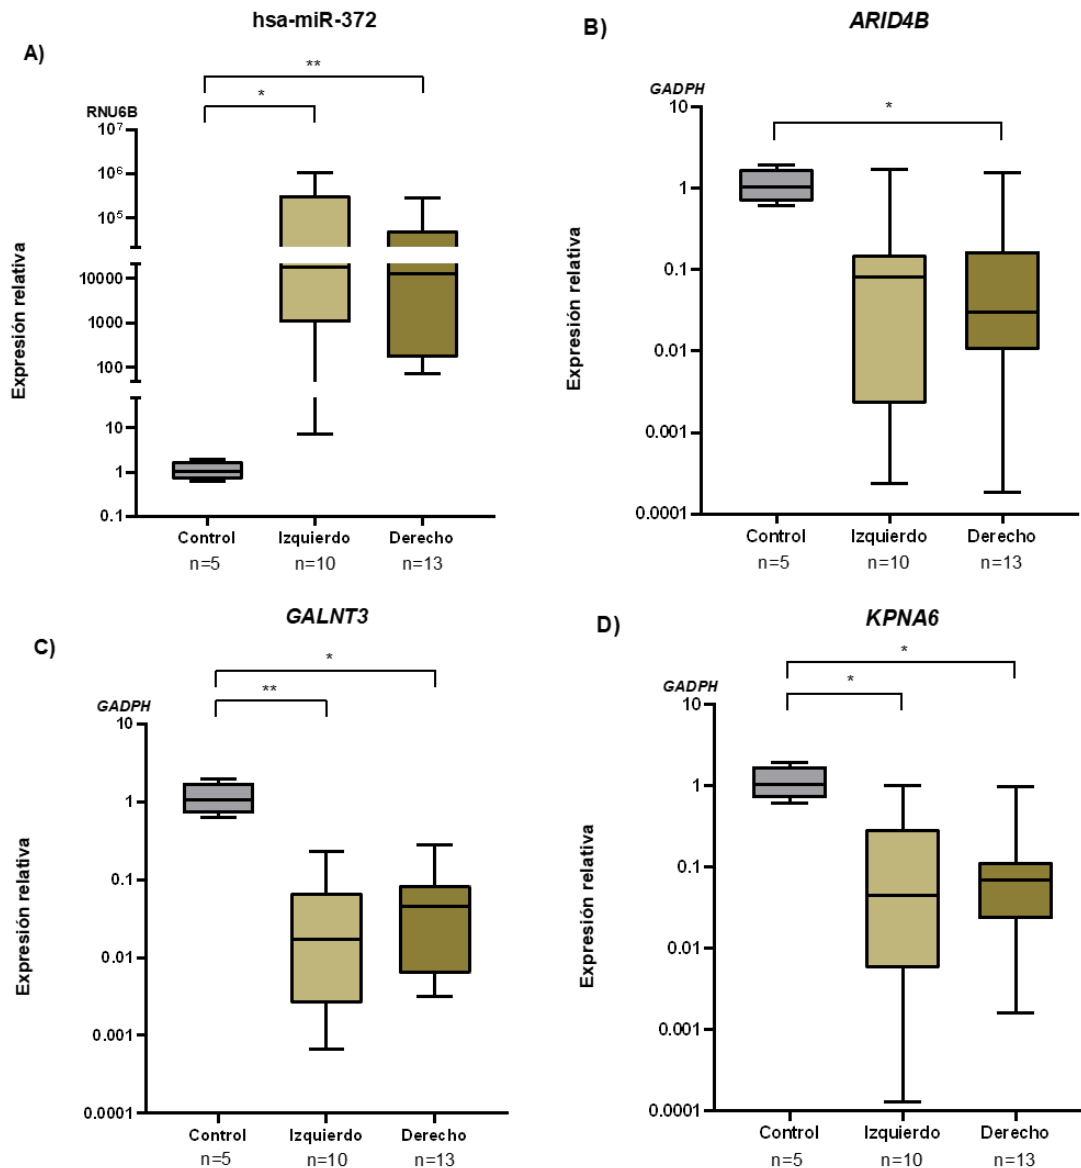 hsa-miR-372
A)
**
*
RNU6B
10⁷
10⁶
10⁵
10000
1000
100
10
1
0.1
Expresión relativa
Control Izquierdo Derecho
n=5 n=10 n=13
ARID4B
B)
GADPH
*
10
1
0.1
0.01
0.001
0.0001
Expresión relativa
Control Izquierdo Derecho
n=5 n=10 n=13
GALNT3
C)
*
**
GADPH
10
1
0.1
0.01
0.001
0.0001
Expresión relativa
Control Izquierdo Derecho
n=5 n=10 n=13
KPNA6
D)
*
*
GADPH
10
1
0.1
0.01
0.001
0.0001
Expresión relativa
Control Izquierdo Derecho
n=5 n=10 n=13